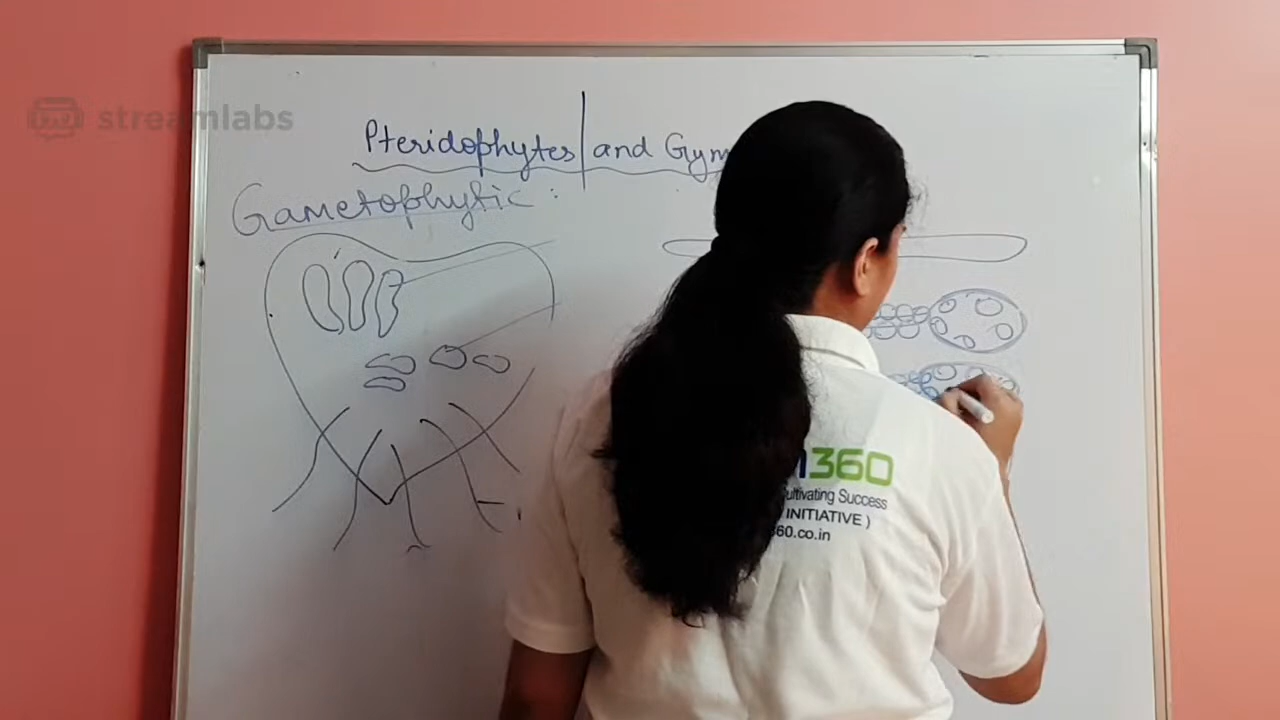 streamlabs
Pteridophytes and Gym
Gametophytic :
360
ultivating Success
INITIATIVE )
60.co.in